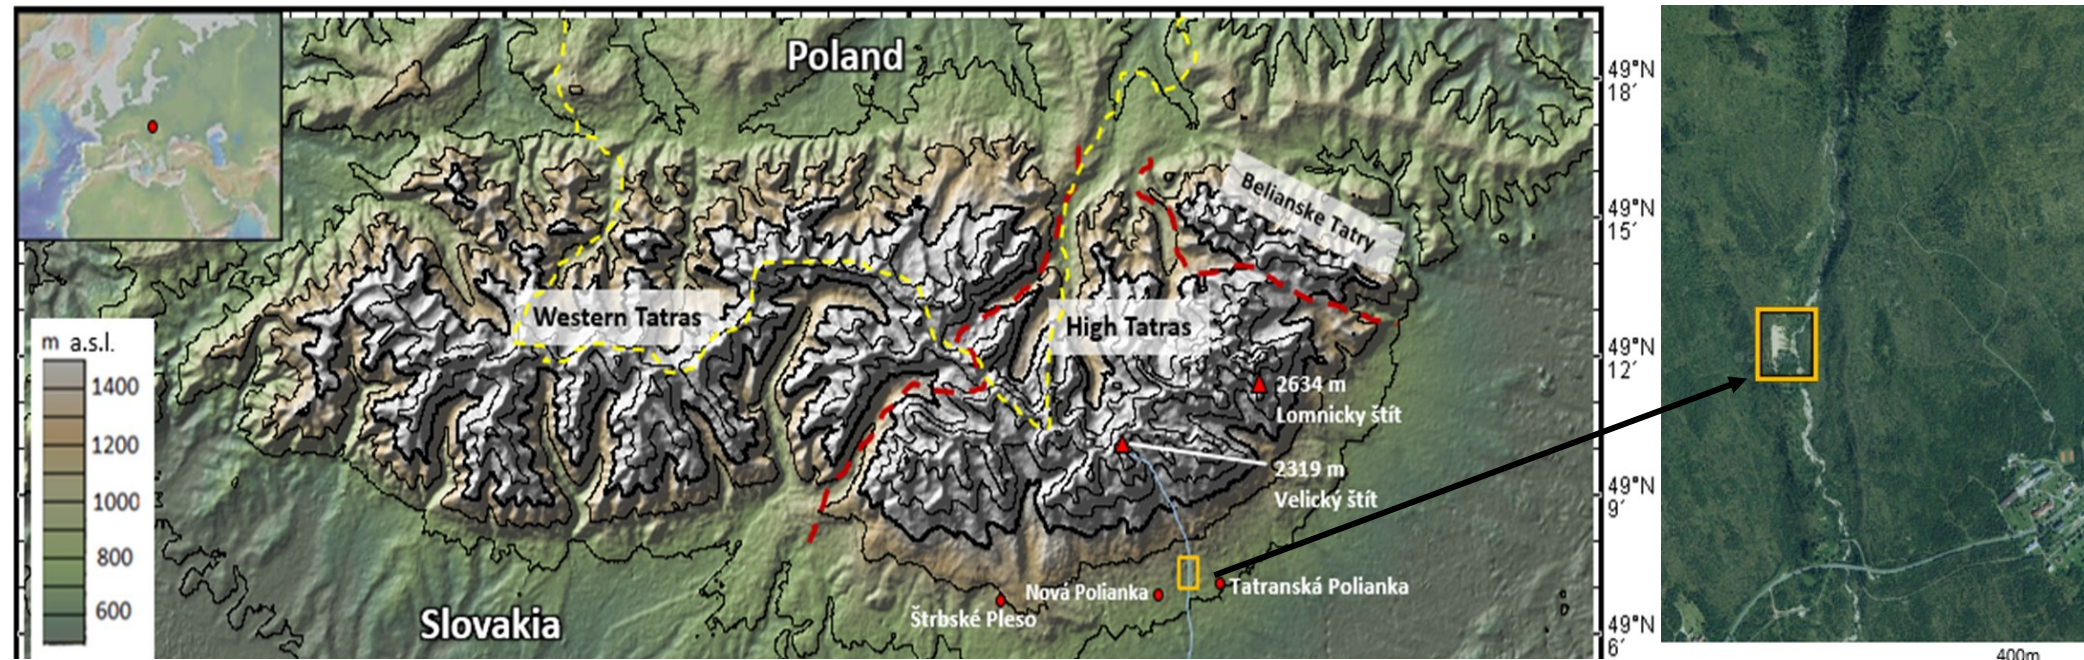 Poland
Belianske Tatry
Western Tatras
High Tatras
m a.s.l.
1400
1200
1000
800
600
2634 m
Lomnicky štít
2319 m
Velický štít
Nová Polianka
Tatranská Polianka
Štrbské Pleso
Slovakia
49°N
18´
49°N
15´
49°N
12´
49°N
9´
49°N
6´
400m